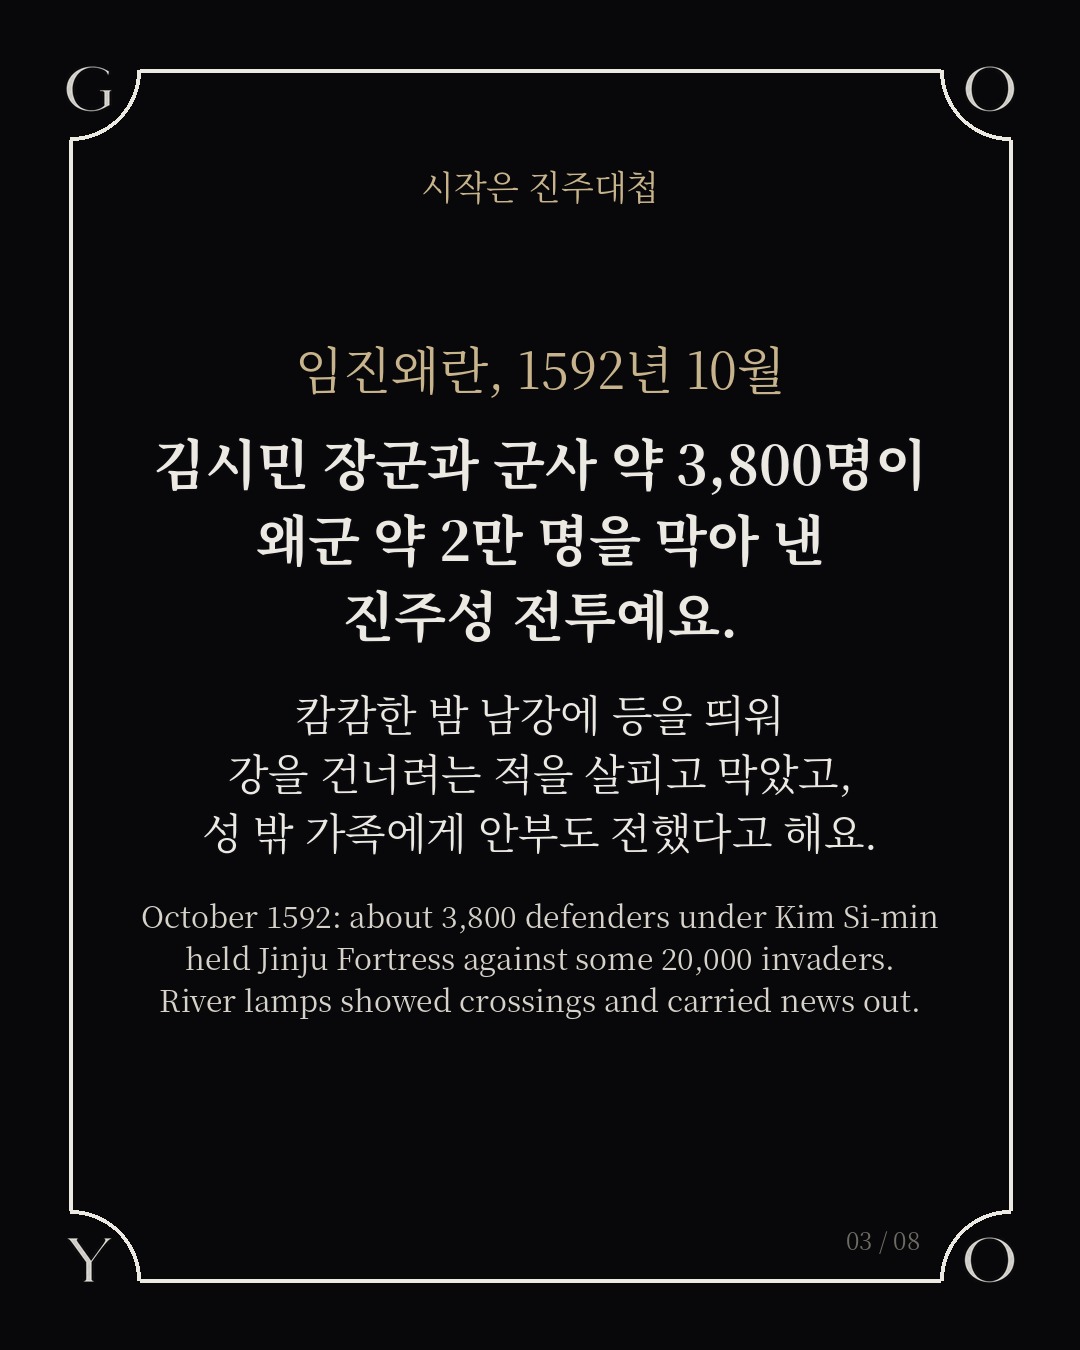 G O
시작은 진주대첩
임진왜란, 1592년 10월
김시민 장군과 군사 약 3,800명이
왜군 약 2만 명을 막아 낸
진주성 전투예요.
캄캄한 밤 남강에 등을 띄워
강을 건너려는 적을 살피고 막았고,
성 밖 가족에게 안부도 전했다고 해요.
October 1592: about 3,800 defenders under Kim Si-min
held Jinju Fortress against some 20,000 invaders.
River lamps showed crossings and carried news out.
03 / 08
Y O